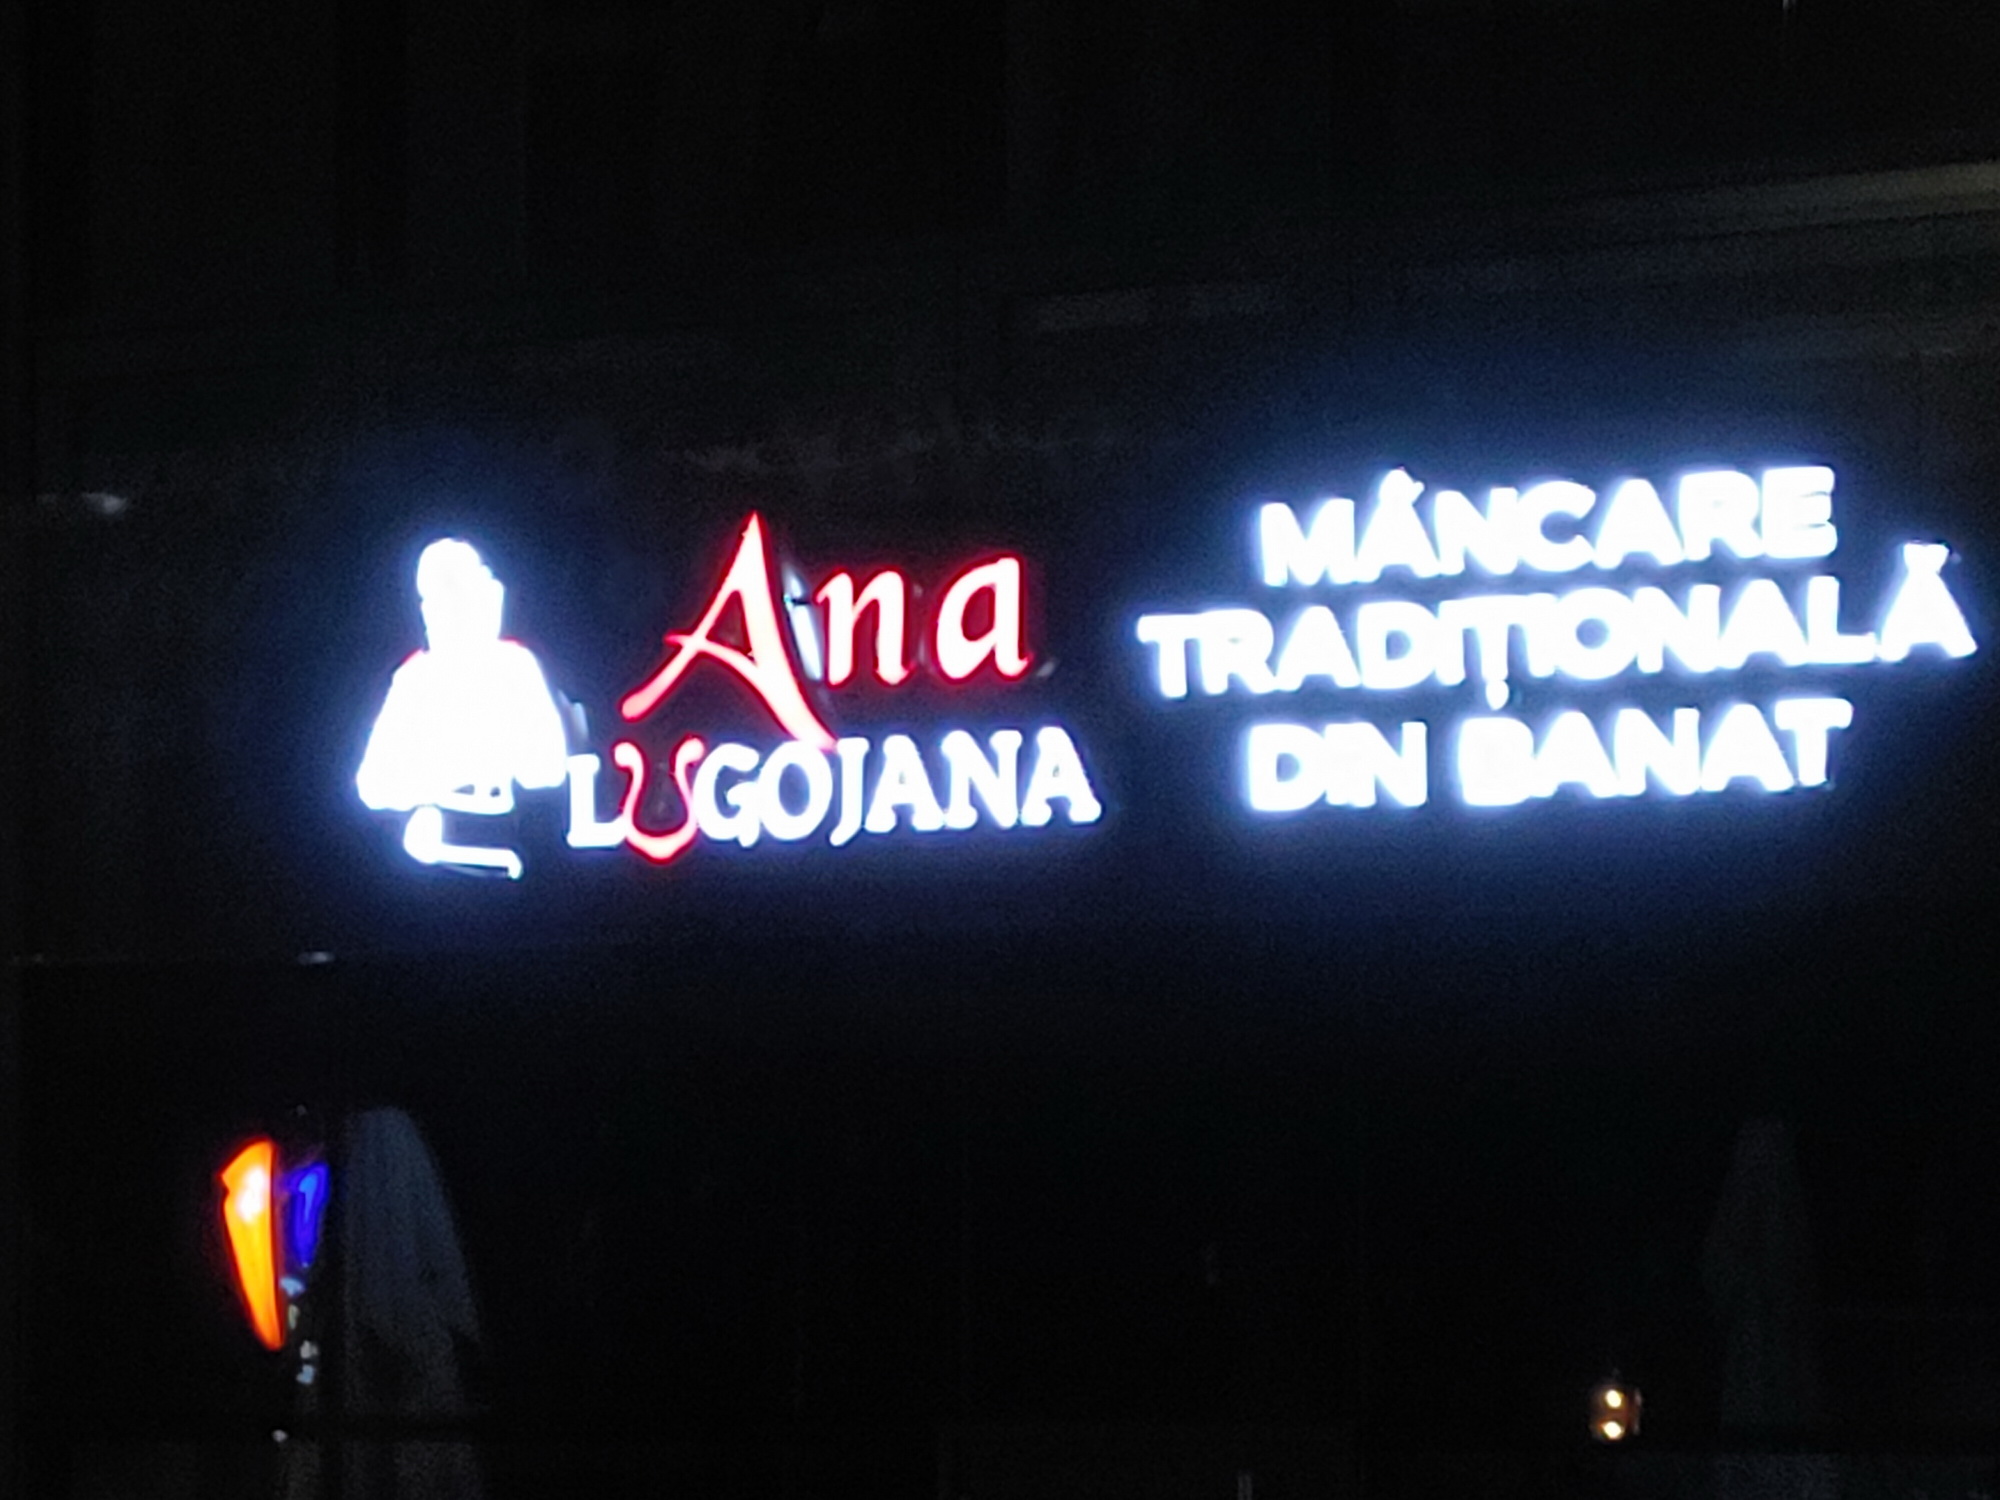 Ana
LUGOJANA
MÂNCARE
TRADIȚIONALĂ
DIN BANAT